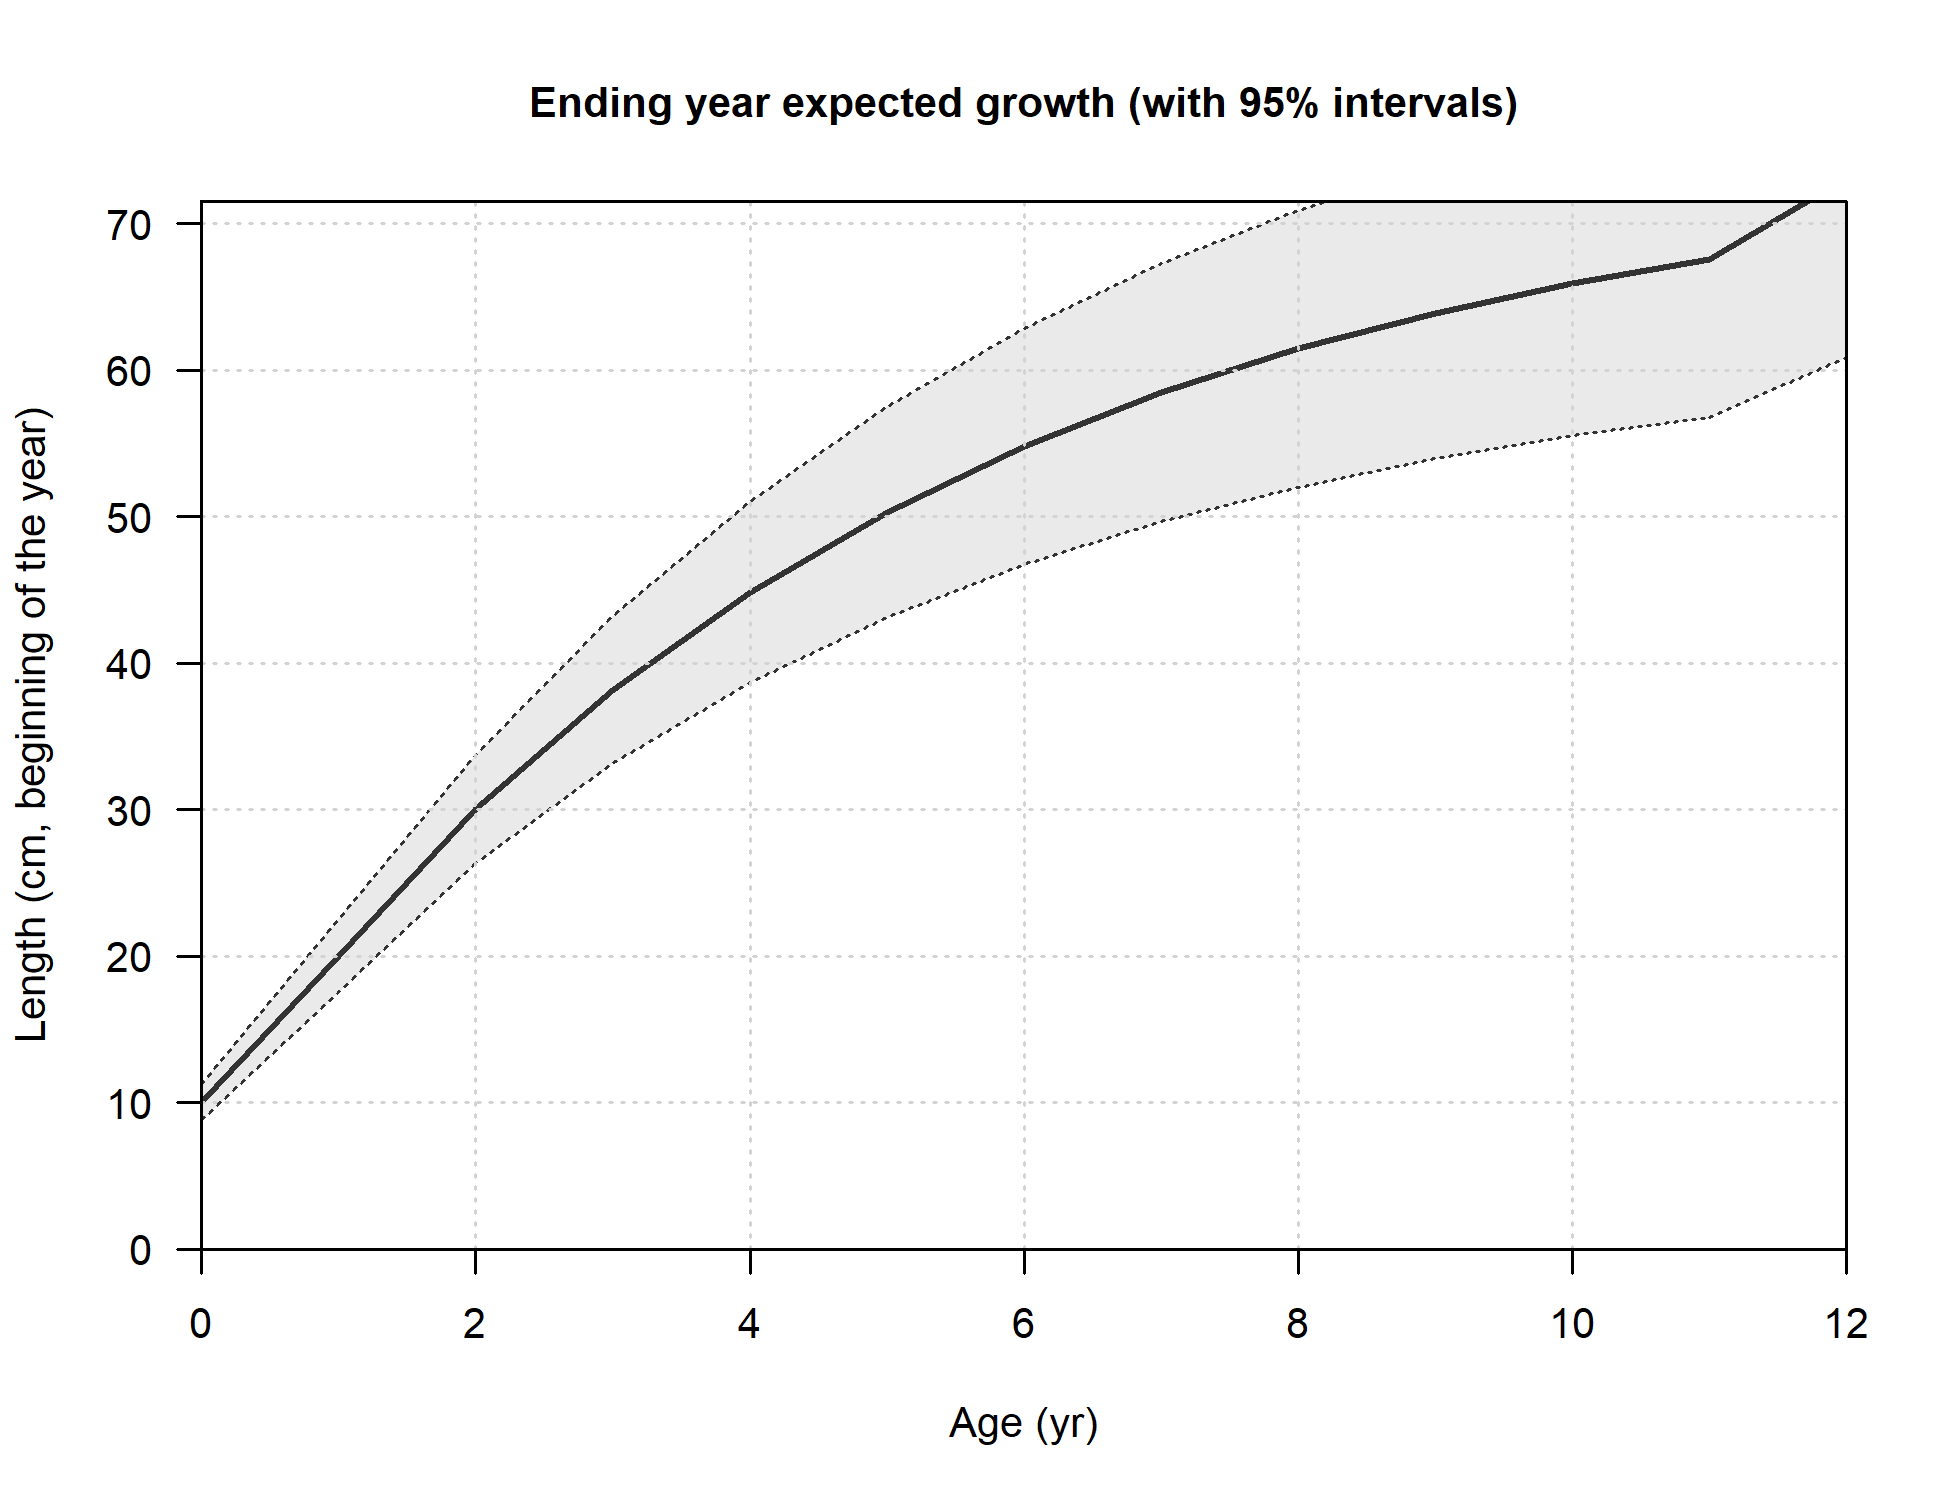 Ending year expected growth (with 95% intervals)
Length (cm, beginning of the year)
70
60
50
40
30
20
10
0
0 2 4 6 8 10 12
Age (yr)